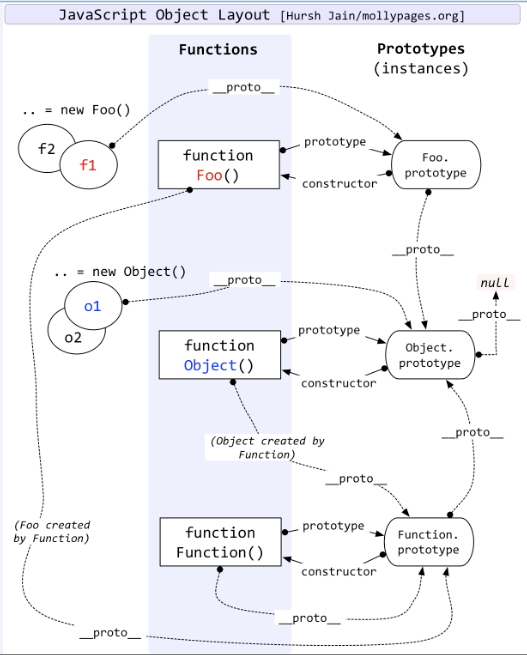 JavaScript Object Layout [Hursh Jain/mollypages.org]
Functions
Prototypes
(instances)
__proto__
.. = new Foo()
f2
f1
function
Foo()
prototype
constructor
Foo.
prototype
__proto__
.. = new Object()
__proto__
null
__proto__
o1
o2
function
Object()
prototype
constructor
Object.
prototype
(Object created by
Function)
__proto__
__proto__
(Foo created
by Function)
function
Function()
prototype
constructor
Function.
prototype
__proto__
__proto__